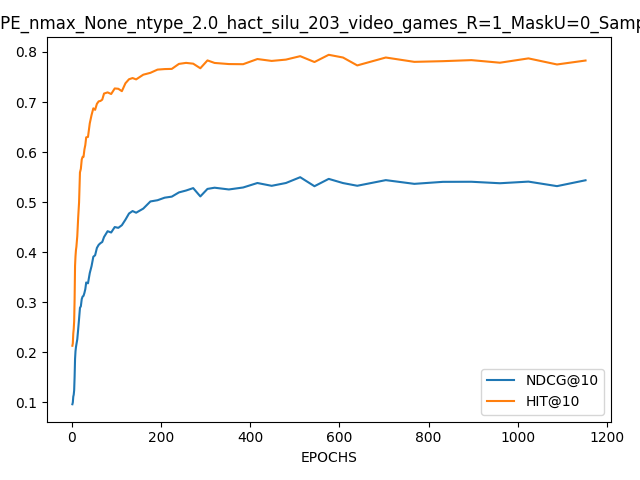 PE_nmax_None_ntype_2.0_hact_silu_203_video_games_R=1_MaskU=0_Samp
0.8
0.7
0.6
0.5
0.4
0.3
0.2
0.1
NDCG@10
HIT@10
0 200 400 600 800 1000 1200
EPOCHS